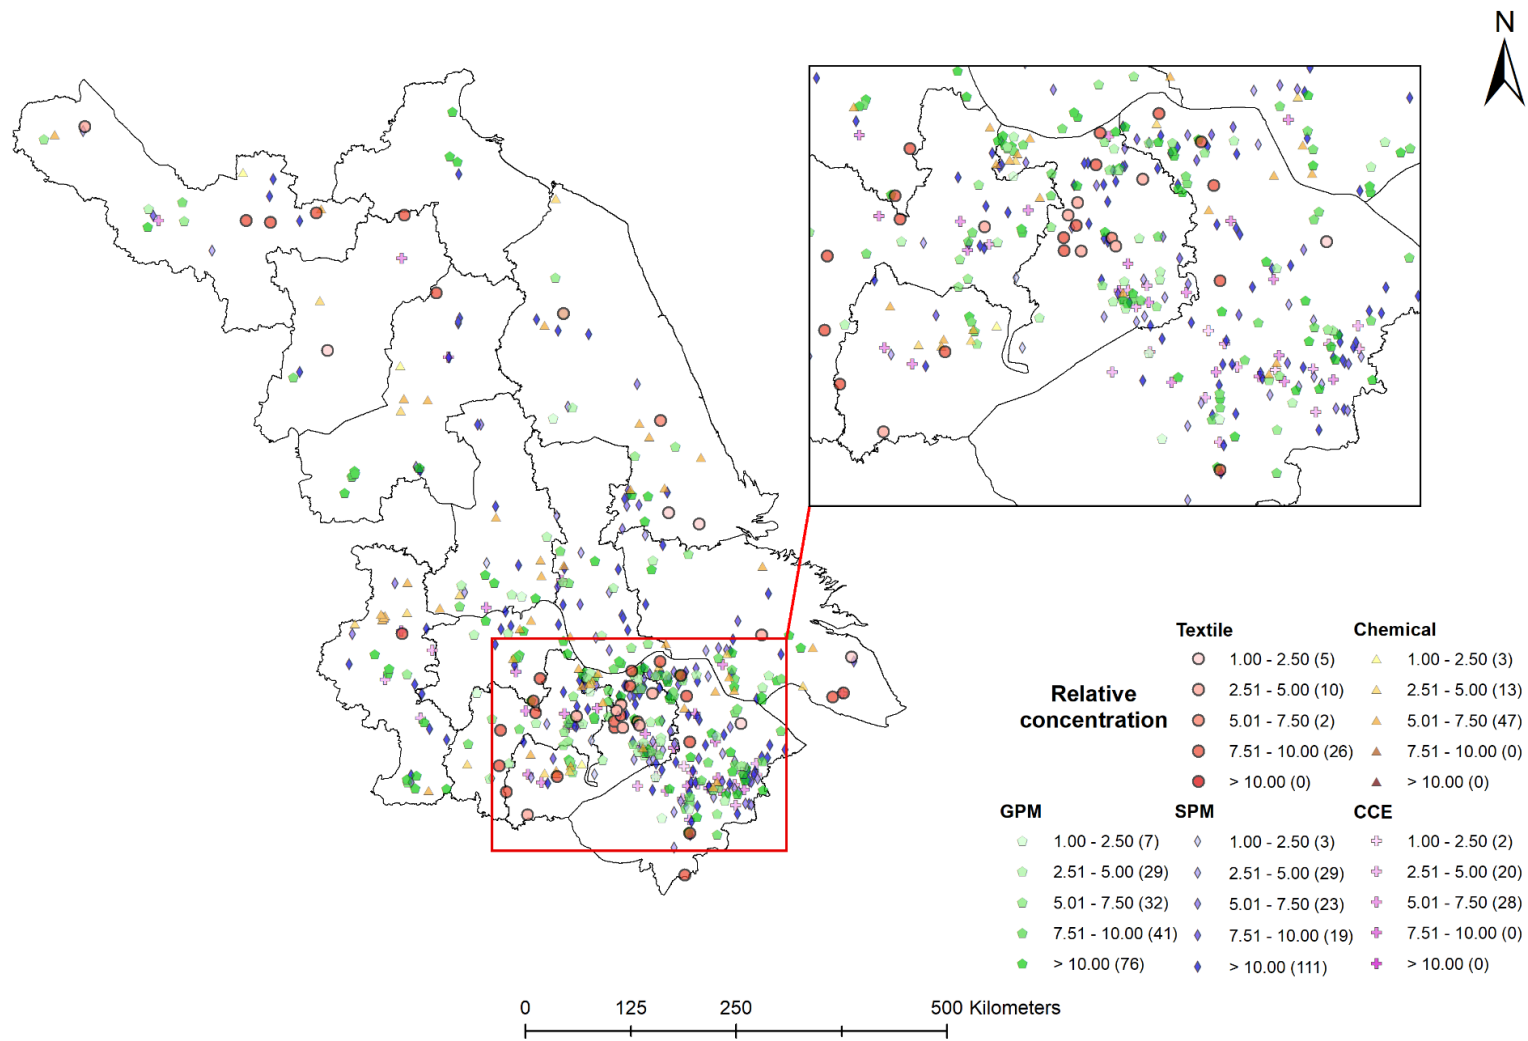 N
Textile
1.00 - 2.50 (5)
2.51 - 5.00 (10)
5.01 - 7.50 (2)
7.51 - 10.00 (26)
> 10.00 (0)
Chemical
1.00 - 2.50 (3)
2.51 - 5.00 (13)
5.01 - 7.50 (47)
7.51 - 10.00 (0)
> 10.00 (0)
Relative
concentration
GPM
1.00 - 2.50 (7)
2.51 - 5.00 (29)
5.01 - 7.50 (32)
7.51 - 10.00 (41)
> 10.00 (76)
SPM
1.00 - 2.50 (3)
2.51 - 5.00 (29)
5.01 - 7.50 (23)
7.51 - 10.00 (19)
> 10.00 (111)
CCE
1.00 - 2.50 (2)
2.51 - 5.00 (20)
5.01 - 7.50 (28)
7.51 - 10.00 (0)
> 10.00 (0)
0 125 250 500 Kilometers